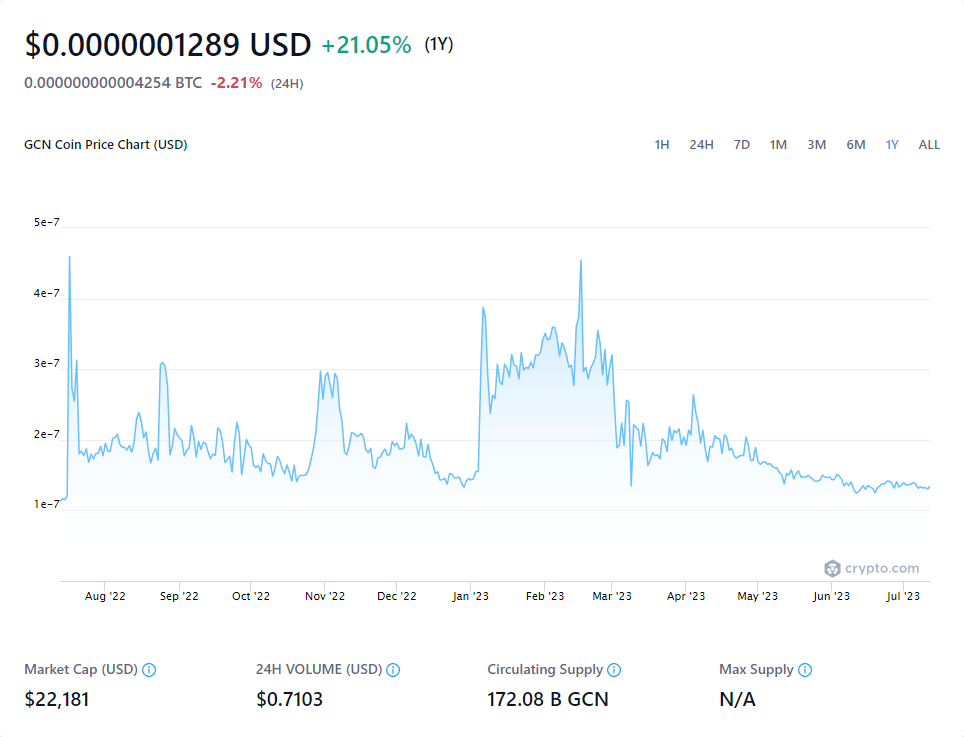 $0.0000001289 USD +21.05% (1Y)
0.000000000004254 BTC -2.21% (24H)
GCN Coin Price Chart (USD) 1H 24H 7D 1M 3M 6M 1Y ALL
5e-7
4e-7
3e-7
2e-7
1e-7
crypto.com
Aug '22 Sep '22 Oct '22 Nov '22 Dec '22 Jan '23 Feb '23 Mar '23 Apr '23 May '23 Jun '23 Jul '23
Market Cap (USD) 24H VOLUME (USD) Circulating Supply Max Supply
$22,181 $0.7103 172.08 B GCN N/A